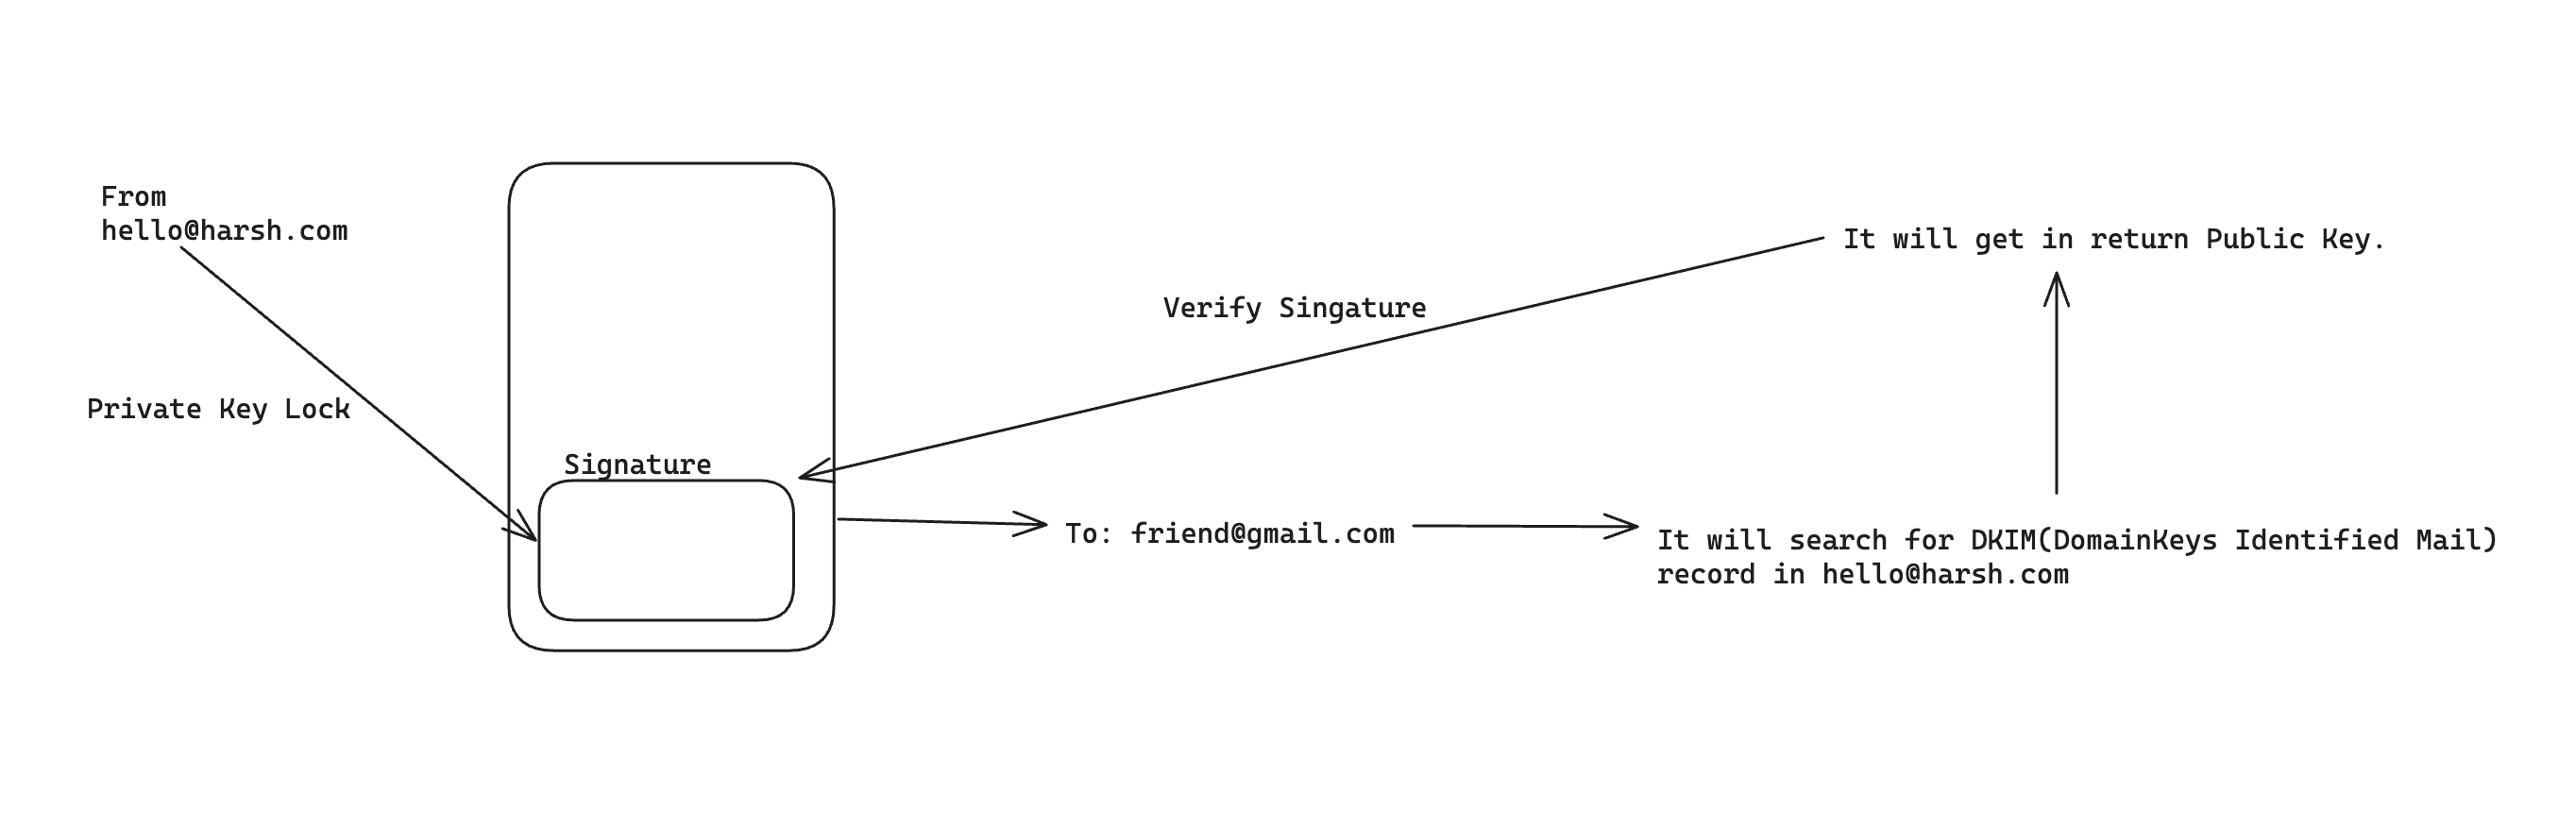 From
hello@harsh.com
Private Key Lock
Signature
Verify Singature
To: friend@gmail.com
It will search for DKIM(DomainKeys Identified Mail)
record in hello@harsh.com
It will get in return Public Key.